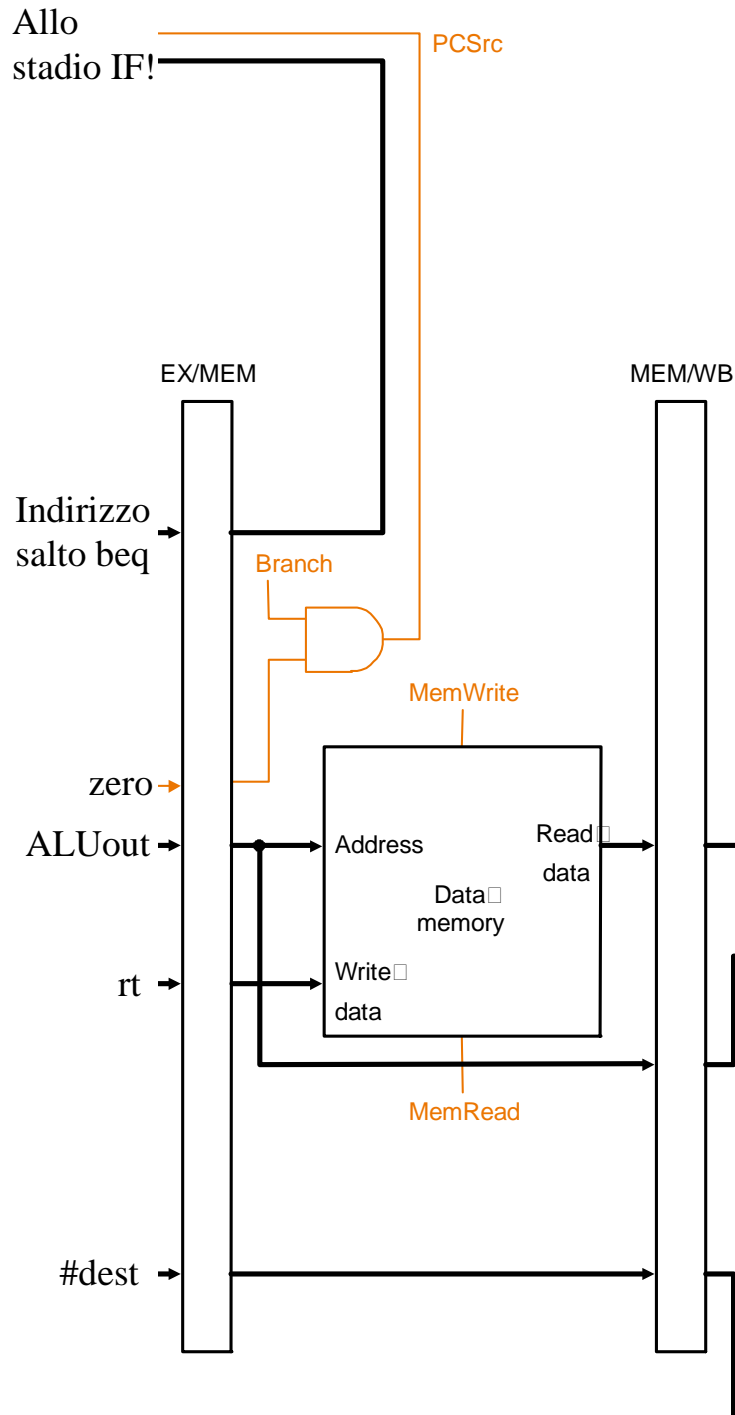 Allo
stadio IF!
PCSrc
EX/MEM
MEM/WB
Indirizzo
salto beq
Branch
MemWrite
zero
ALUout
Address
Read
data
Data
memory
rt
Write
data
MemRead
#dest